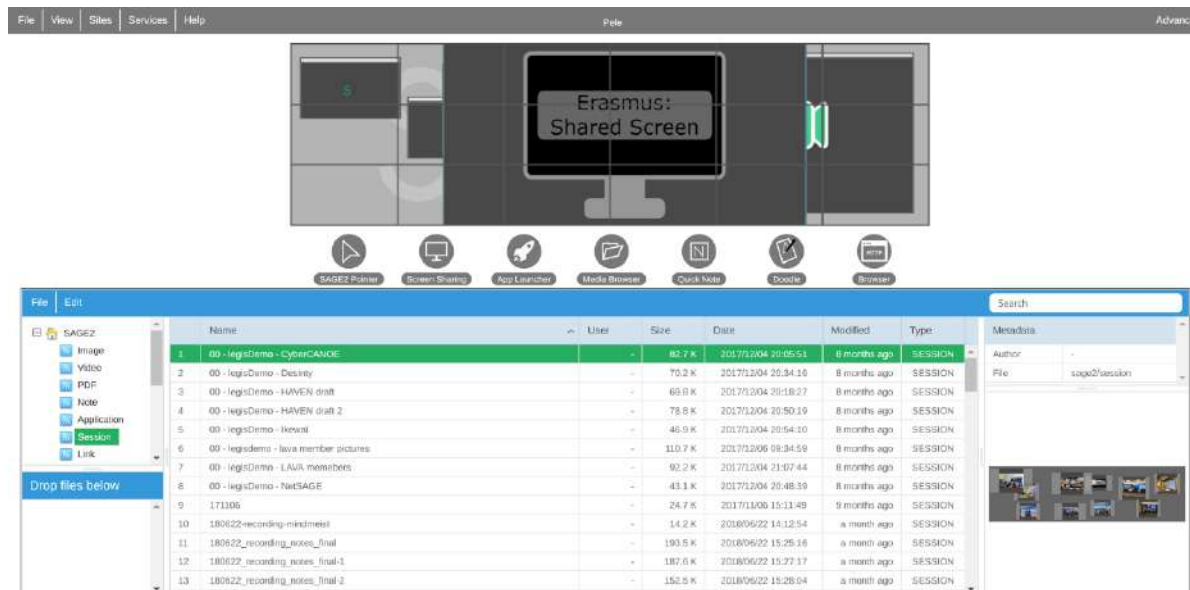 File View Sites Services Help Pele Advanc
S
Erasmus:
Shared Screen
SAGE2 Pointer Screen Sharing App Launcher Media Browser Quick Note Doodle Browser
File Edit Search
SAGE2
Image
Video
PDF
Note
Application
Session
Link
Drop files below
Name User Size Date Modified Type
1 00 - legisDemo - CyberCANOE - 82.7 K 2017/12/04 20:05:51 8 months ago SESSION
2 00 - legisDemo - Desinty - 70.2 K 2017/12/04 20:34:16 8 months ago SESSION
3 00 - legisDemo - HAVEN draft - 69.8 K 2017/12/04 20:18:27 8 months ago SESSION
4 00 - legisDemo - HAVEN draft 2 - 78.8 K 2017/12/04 20:50:19 8 months ago SESSION
5 00 - legisDemo - Ikewai - 46.9 K 2017/12/04 20:54:10 8 months ago SESSION
6 00 - legisdemo - lava member pictures - 110.7 K 2017/12/06 09:34:59 8 months ago SESSION
7 00 - legisDemo - LAVA memebers - 92.2 K 2017/12/04 21:07:44 8 months ago SESSION
8 00 - legisDemo - NetSAGE - 43.1 K 2017/12/04 20:48:39 8 months ago SESSION
9 171106 - 24.7 K 2017/11/06 15:11:49 9 months ago SESSION
10 180622-recording-mindmeist - 14.2 K 2018/06/22 14:12:54 a month ago SESSION
11 180622_recording_notes_final - 190.5 K 2018/06/22 15:25:16 a month ago SESSION
12 180622_recording_notes_final-1 - 187.6 K 2018/06/22 15:27:17 a month ago SESSION
13 180622_recording_notes_final-2 - 152.6 K 2018/06/22 15:28:04 a month ago SESSION
Metadata
Author -
File sage2/session